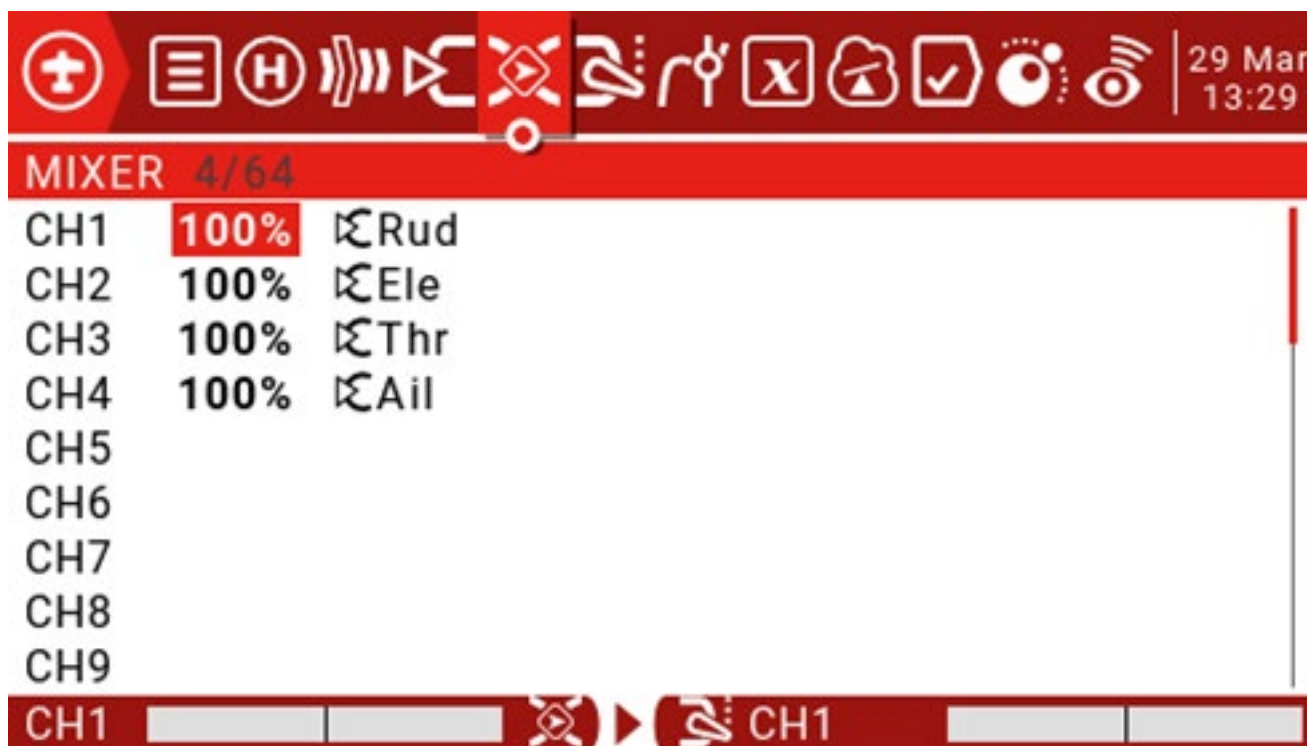 29 Mar
13:29
MIXER 4/64
CH1 100% Rud
CH2 100% Ele
CH3 100% Thr
CH4 100% Ail
CH5
CH6
CH7
CH8
CH9
CH1 CH1